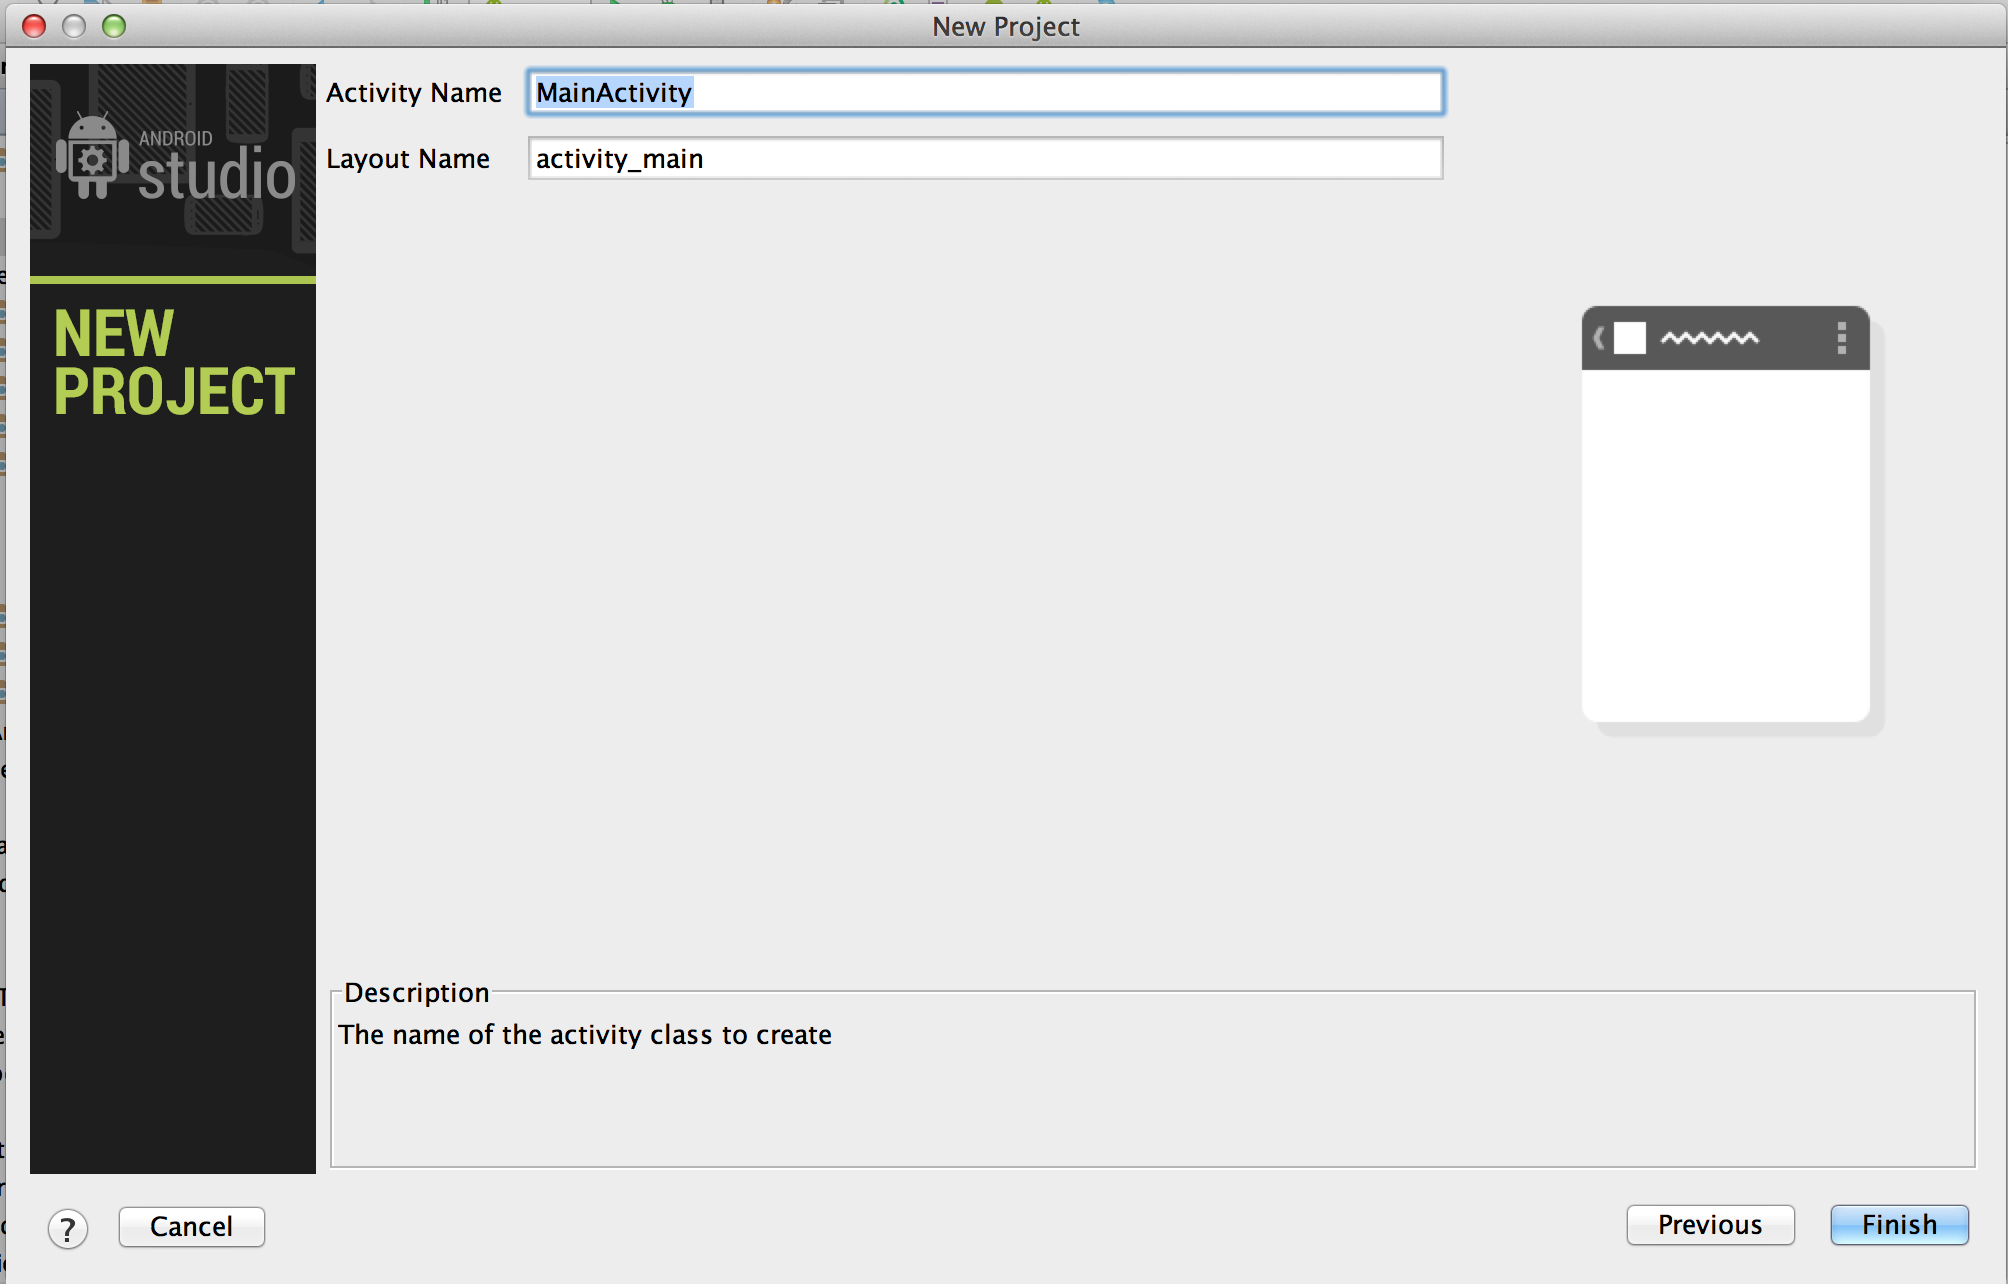 New Project
ANDROID
studio
NEW
PROJECT
Activity Name MainActivity
Layout Name activity_main
Description
The name of the activity class to create
?
Cancel
Previous
Finish